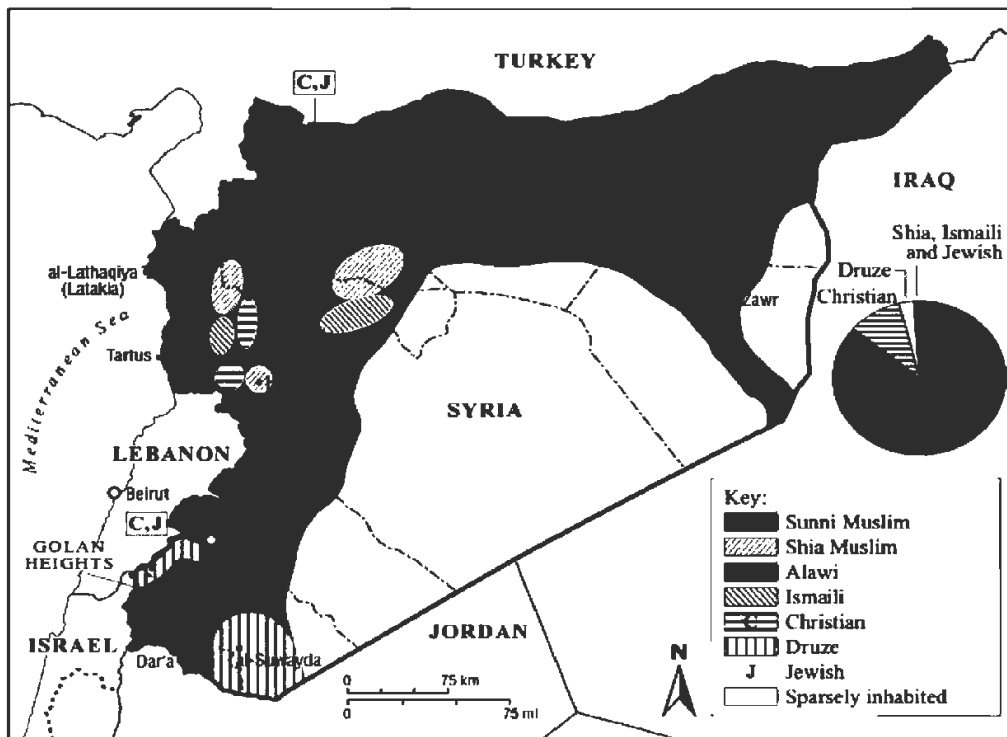 TURKEY
C,J
IRAQ
Shia, Ismaili
and Jewish
Druze
Christian
al-Lathaqiya
(Latakia)
Zawr
Tartus
Mediterranean Sea
SYRIA
LEBANON
Beirut
C,J
GOLAN
HEIGHTS
ISRAEL
JORDAN
Dar'a
al-Suwayda
N
0 75 km
0 75 mi
Key:
Sunni Muslim
Shia Muslim
Alawi
Ismaili
C Christian
Druze
J Jewish
Sparsely inhabited